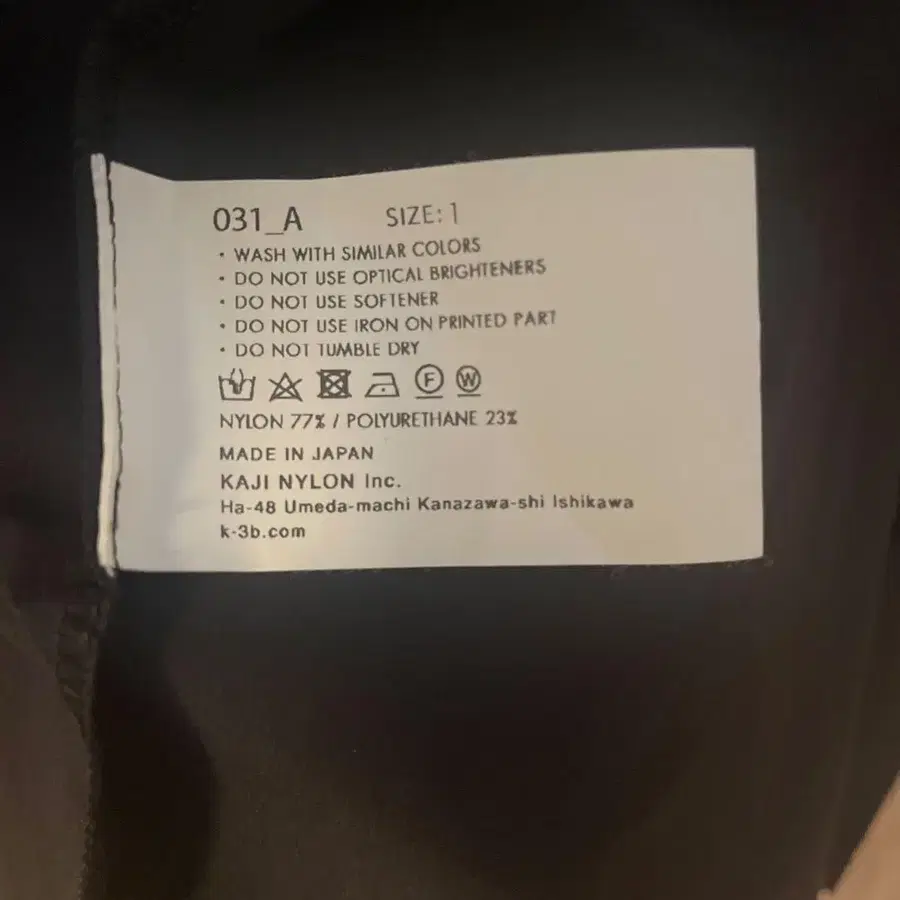 031_A SIZE: 1
• WASH WITH SIMILAR COLORS
• DO NOT USE OPTICAL BRIGHTENERS
• DO NOT USE SOFTENER
• DO NOT USE IRON ON PRINTED PART
• DO NOT TUMBLE DRY
F W
NYLON 77% / POLYURETHANE 23%
MADE IN JAPAN
KAJI NYLON Inc.
Ha-48 Umeda-machi Kanazawa-shi Ishikawa
k-3b.com